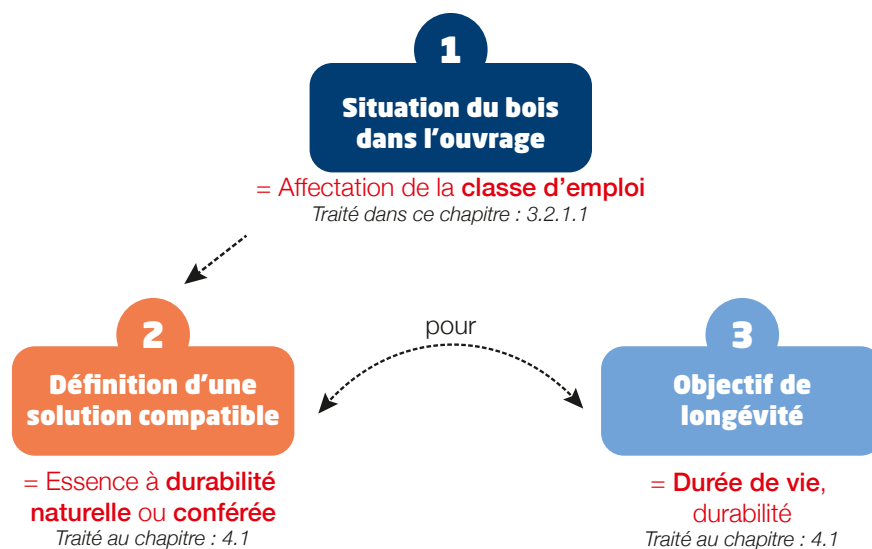 1
Situation du bois
dans l'ouvrage
= Affectation de la classe d'emploi
Traité dans ce chapitre : 3.2.1.1
pour
2
Définition d'une
solution compatible
= Essence à durabilité
naturelle ou conférée
Traité au chapitre : 4.1
3
Objectif de
longévité
= Durée de vie,
durabilité
Traité au chapitre : 4.1